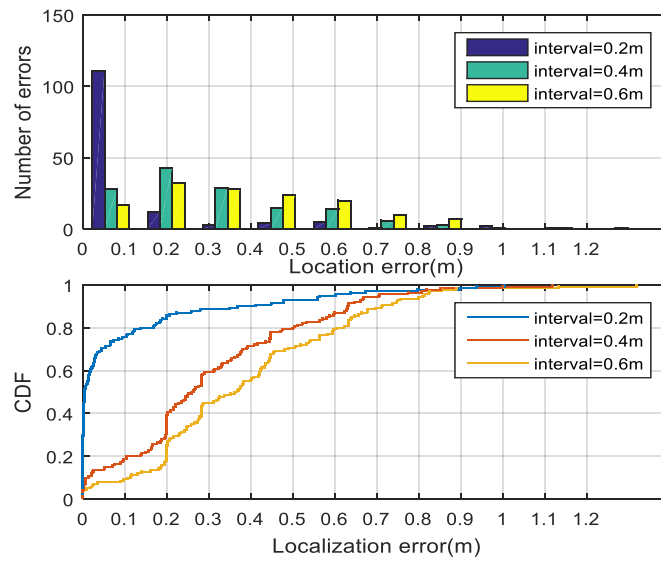 150
100
50
0
Number of errors
interval=0.2m
interval=0.4m
interval=0.6m
0 0.1 0.2 0.3 0.4 0.5 0.6 0.7 0.8 0.9 1 1.1 1.2
Location error(m)
1
0.8
0.6
0.4
0.2
0
CDF
interval=0.2m
interval=0.4m
interval=0.6m
0 0.1 0.2 0.3 0.4 0.5 0.6 0.7 0.8 0.9 1 1.1 1.2
Localization error(m)